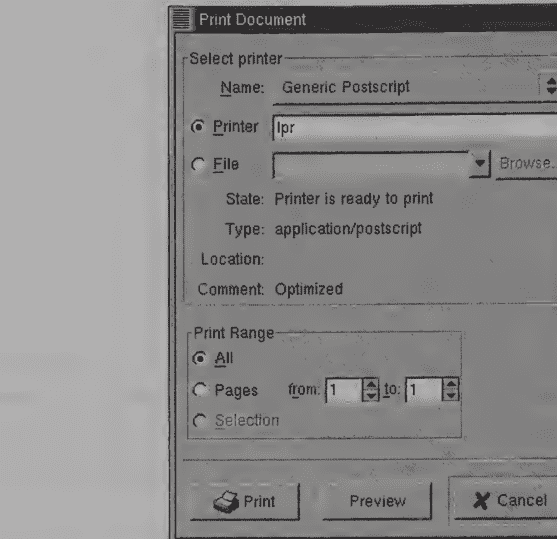 Print Document
Select printer
Name: Generic Postscript
Printer lpr
File Browse.
State: Printer is ready to print
Type: application/postscript
Location:
Comment: Optimized
Print Range
All
Pages from: 1 to: 1
Selection
Print Preview Cancel